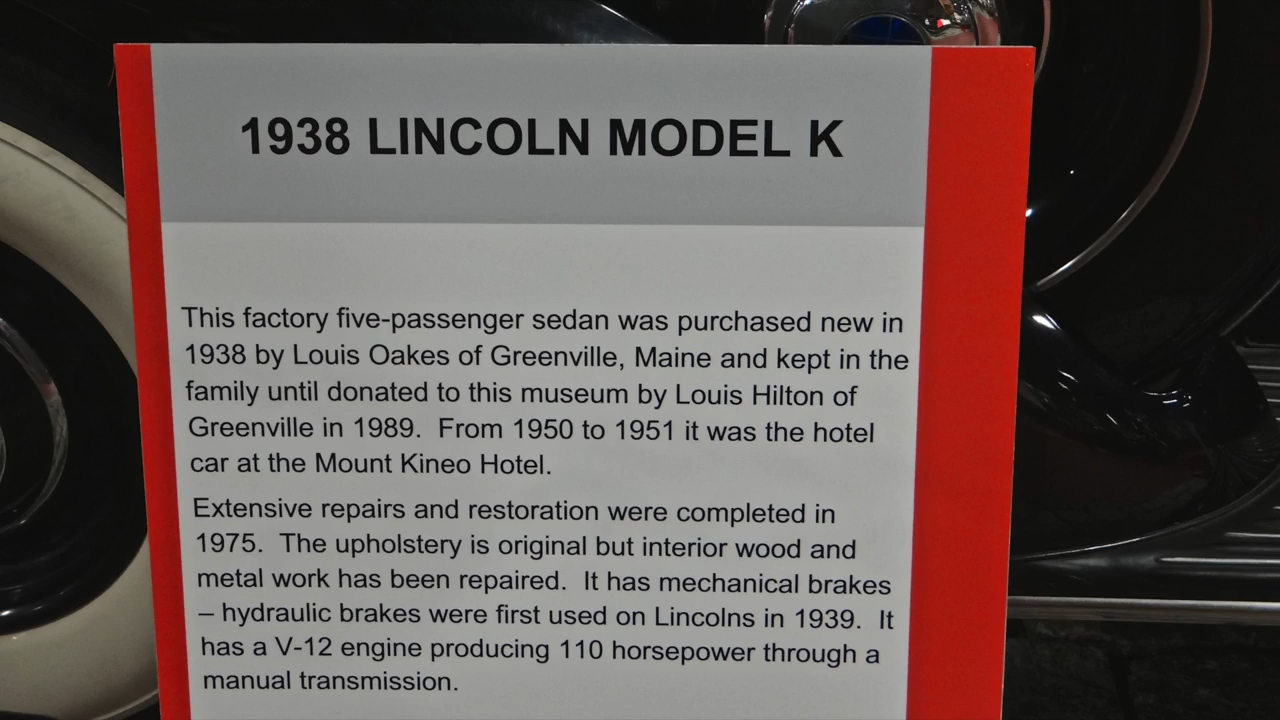 1938 LINCOLN MODEL K
This factory five-passenger sedan was purchased new in
1938 by Louis Oakes of Greenville, Maine and kept in the
family until donated to this museum by Louis Hilton of
Greenville in 1989.  From 1950 to 1951 it was the hotel
car at the Mount Kineo Hotel.
Extensive repairs and restoration were completed in
1975.  The upholstery is original but interior wood and
metal work has been repaired.  It has mechanical brakes
– hydraulic brakes were first used on Lincolns in 1939.  It
has a V-12 engine producing 110 horsepower through a
manual transmission.